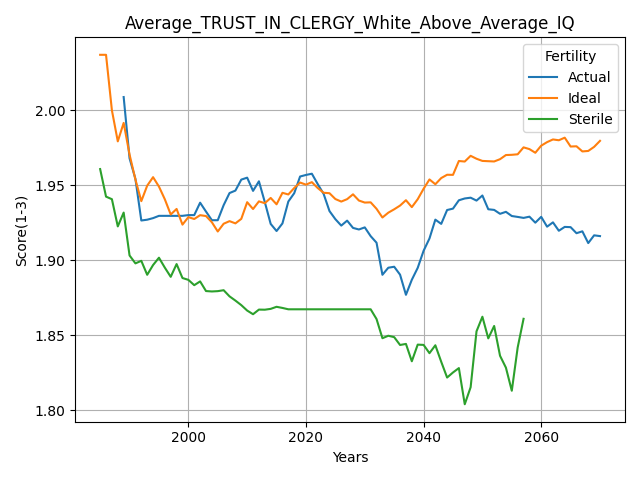 Average_TRUST_IN_CLERGY_White_Above_Average_IQ
Fertility
Actual
Ideal
Sterile
Score(1-3)
2.00
1.95
1.90
1.85
1.80
2000
2020
2040
2060
Years